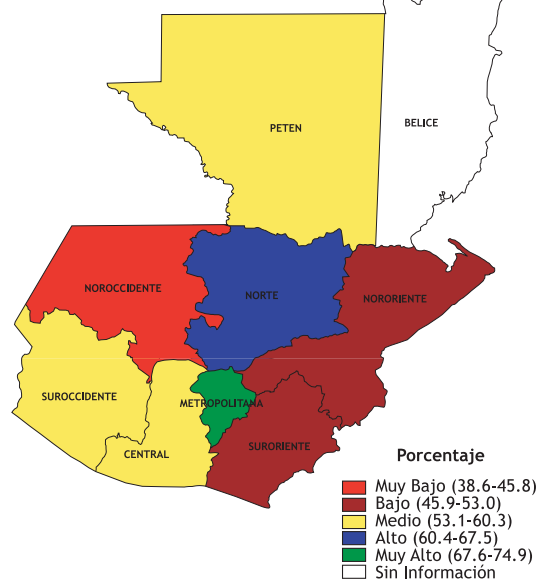 PETEN
BELICE
NOROCCIDENTE
NORTE
NORORIENTE
SUROCCIDENTE
METROPOLITANA
CENTRAL
SURORIENTE
Porcentaje
Muy Bajo (38.6-45.8)
Bajo (45.9-53.0)
Medio (53.1-60.3)
Alto (60.4-67.5)
Muy Alto (67.6-74.9)
Sin Información